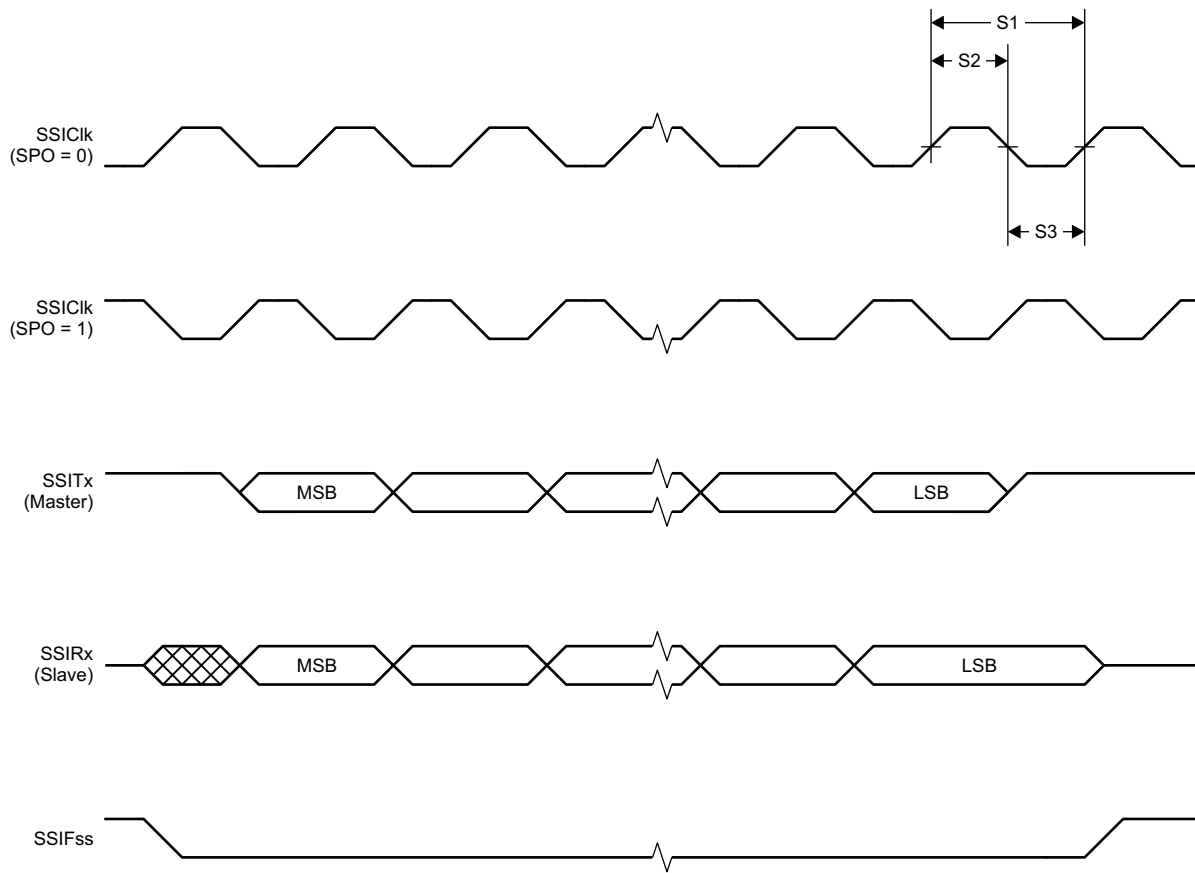 S1
S2
SSIClk
(SPO = 0)
S3
SSIClk
(SPO = 1)
SSITx
(Master)
MSB
LSB
SSIRx
(Slave)
MSB
LSB
SSIFss